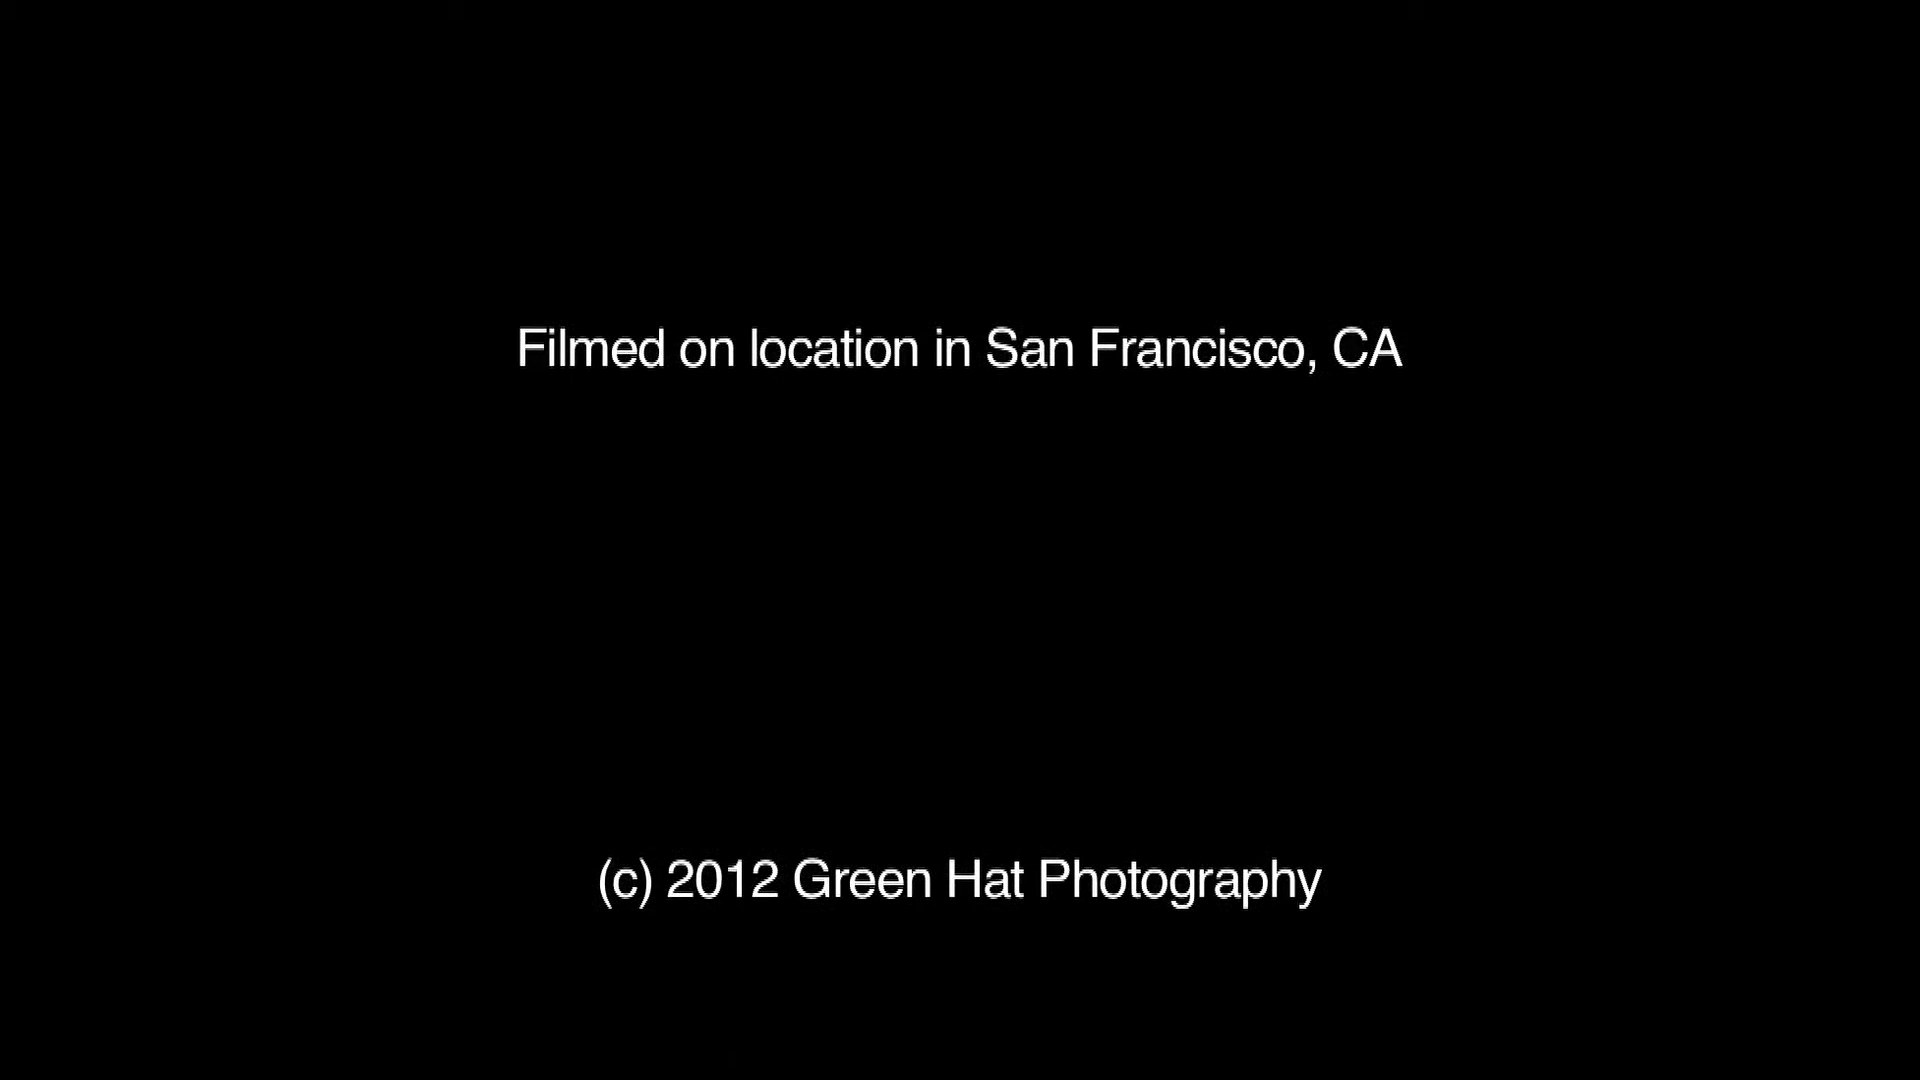 Filmed on location in San Francisco, CA
(c) 2012 Green Hat Photography